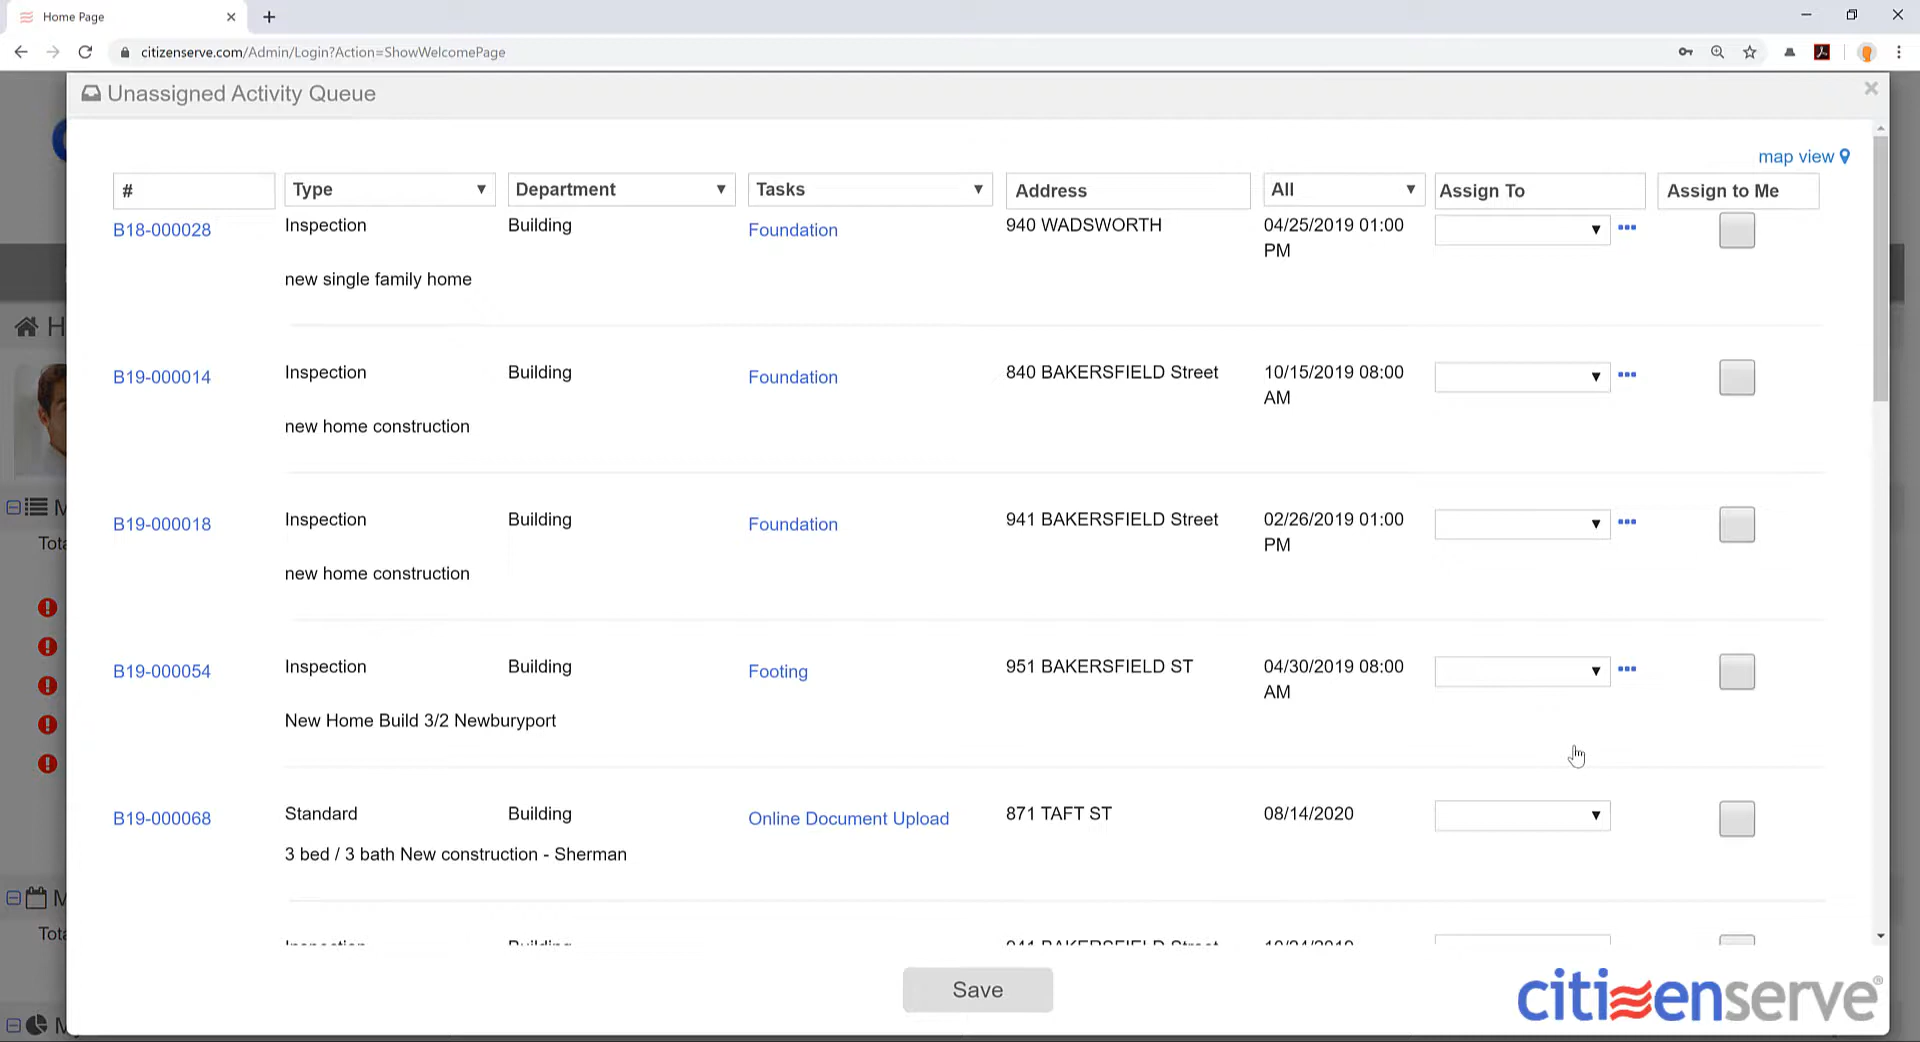 Home Page
citizenserve.com/Admin/Login?Action=ShowWelcomePage
Unassigned Activity Queue
map view
# Type Department Tasks Address All Assign To Assign to Me
B18-000028 Inspection Building Foundation 940 WADSWORTH 04/25/2019 01:00
PM
new single family home
B19-000014 Inspection Building Foundation 840 BAKERSFIELD Street 10/15/2019 08:00
AM
new home construction
B19-000018 Inspection Building Foundation 941 BAKERSFIELD Street 02/26/2019 01:00
PM
new home construction
B19-000054 Inspection Building Footing 951 BAKERSFIELD ST 04/30/2019 08:00
AM
New Home Build 3/2 Newburyport
B19-000068 Standard Building Online Document Upload 871 TAFT ST 08/14/2020
3 bed / 3 bath New construction - Sherman
Save
citizenserve®